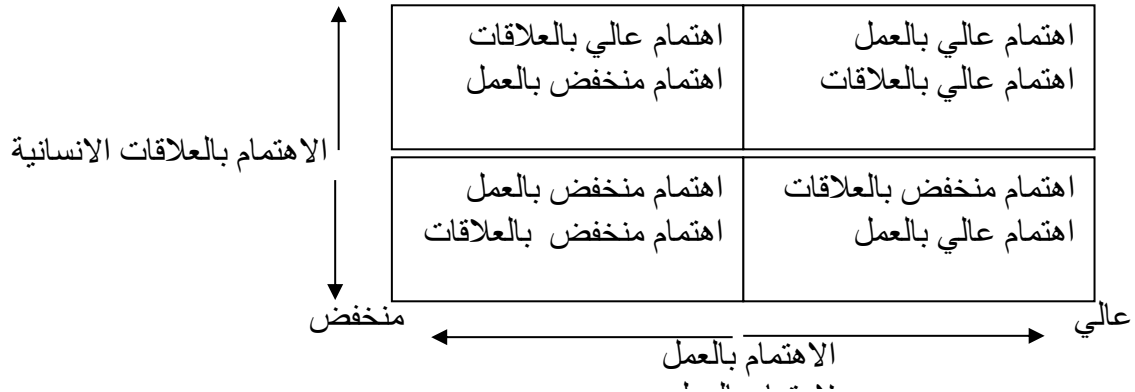 اهتمام عالي بالعمل
اهتمام عالي بالعلاقات
اهتمام عالي بالعلاقات
اهتمام منخفض بالعمل
الاهتمام بالعلاقات الانسانية
اهتمام منخفض بالعلاقات
اهتمام عالي بالعمل
اهتمام منخفض بالعمل
اهتمام منخفض بالعلاقات
عالي
منخفض
الاهتمام بالعمل